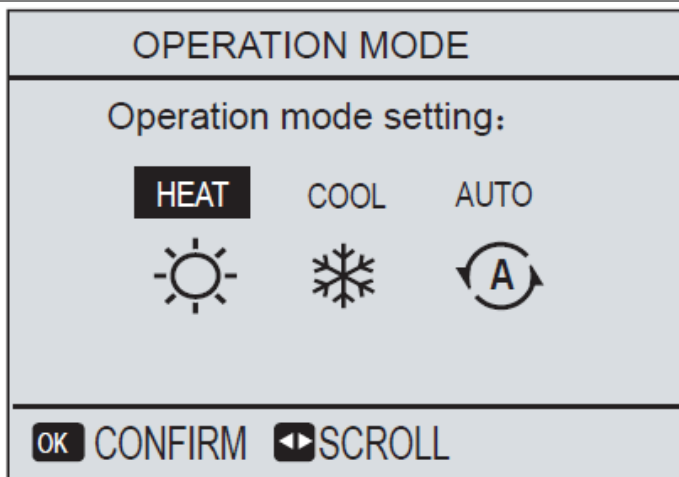 OPERATION MODE
Operation mode setting:
HEAT COOL AUTO
A
OK CONFIRM SCROLL